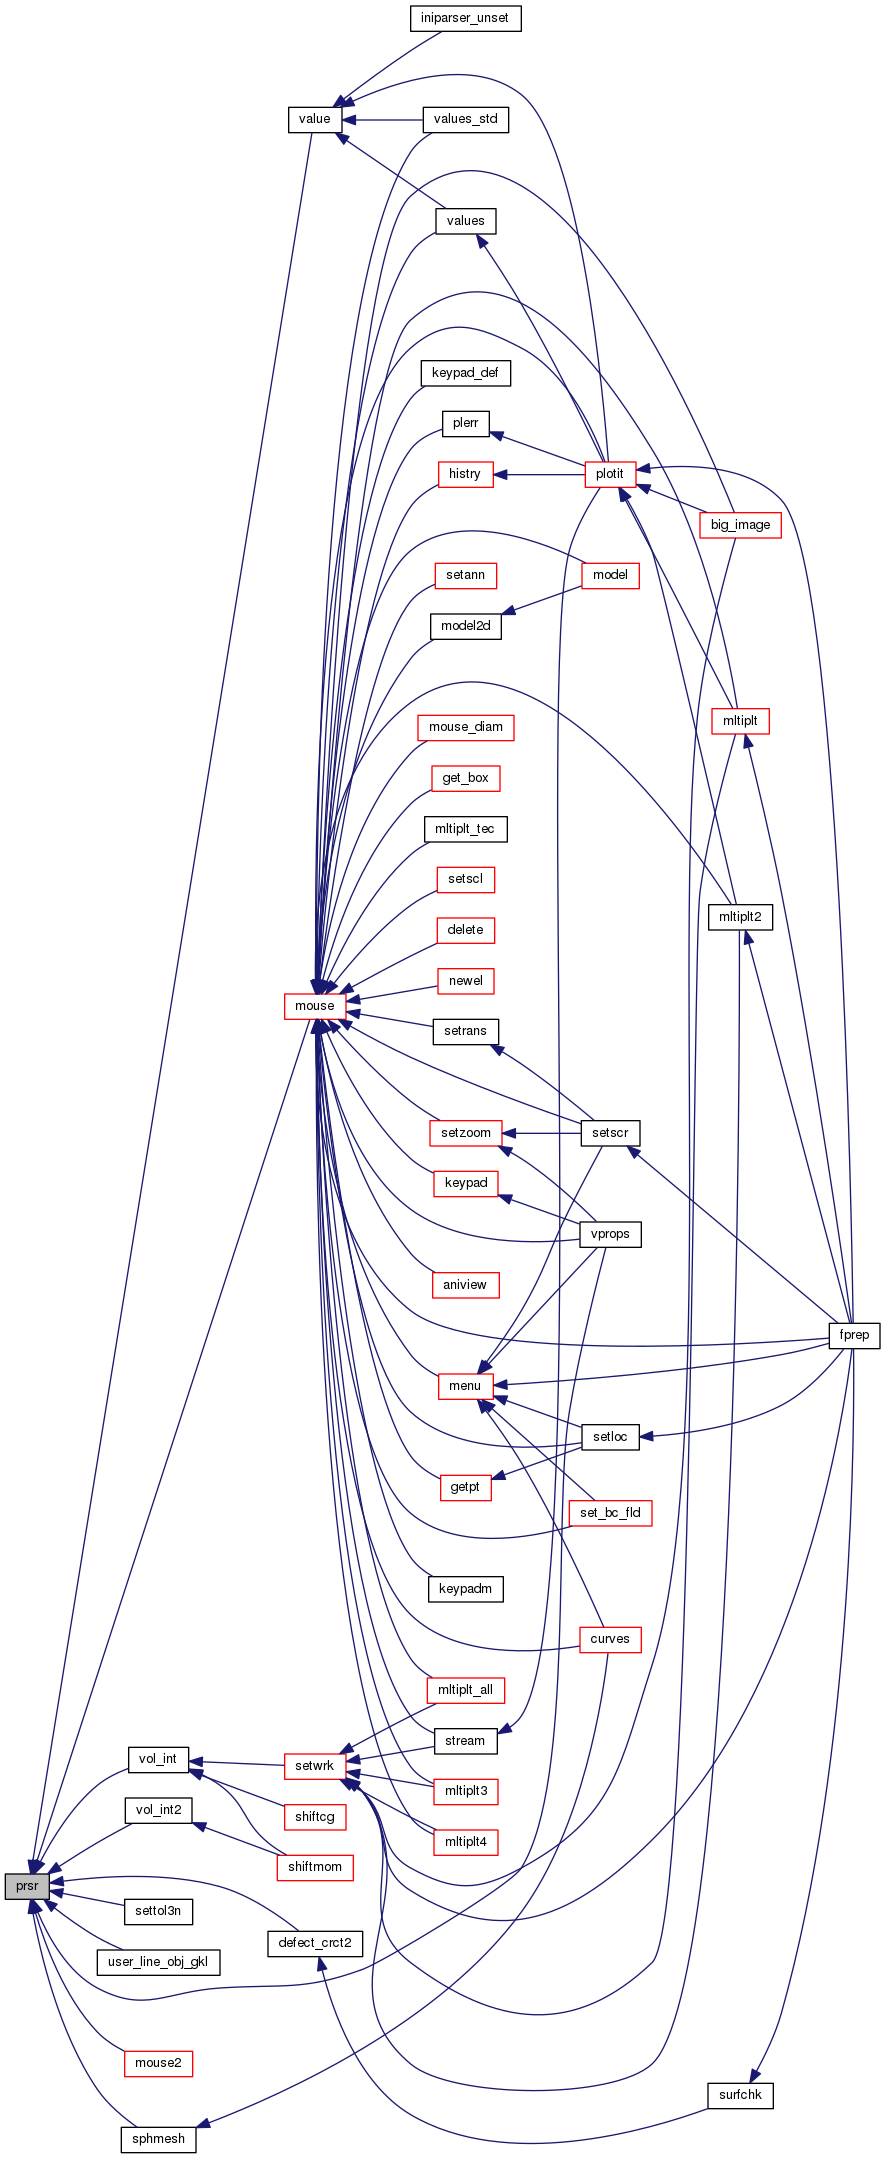 iniparser_unset
value
values_std
values
keypad_def
plerr
histry
plotit
big_image
setann
model
model2d
mouse_diam
mltiplt
get_box
mltiplt_tec
setscl
mltiplt2
delete
newel
mouse
setrans
setzoom
setscr
keypad
vprops
aniview
fprep
menu
setloc
getpt
set_bc_fld
keypadm
curves
mltiplt_all
stream
vol_int
setwrk
mltiplt3
vol_int2
shiftcg
mltiplt4
shiftmom
prsr
settol3n
defect_crct2
user_line_obj_gkl
mouse2
surfchk
sphmesh